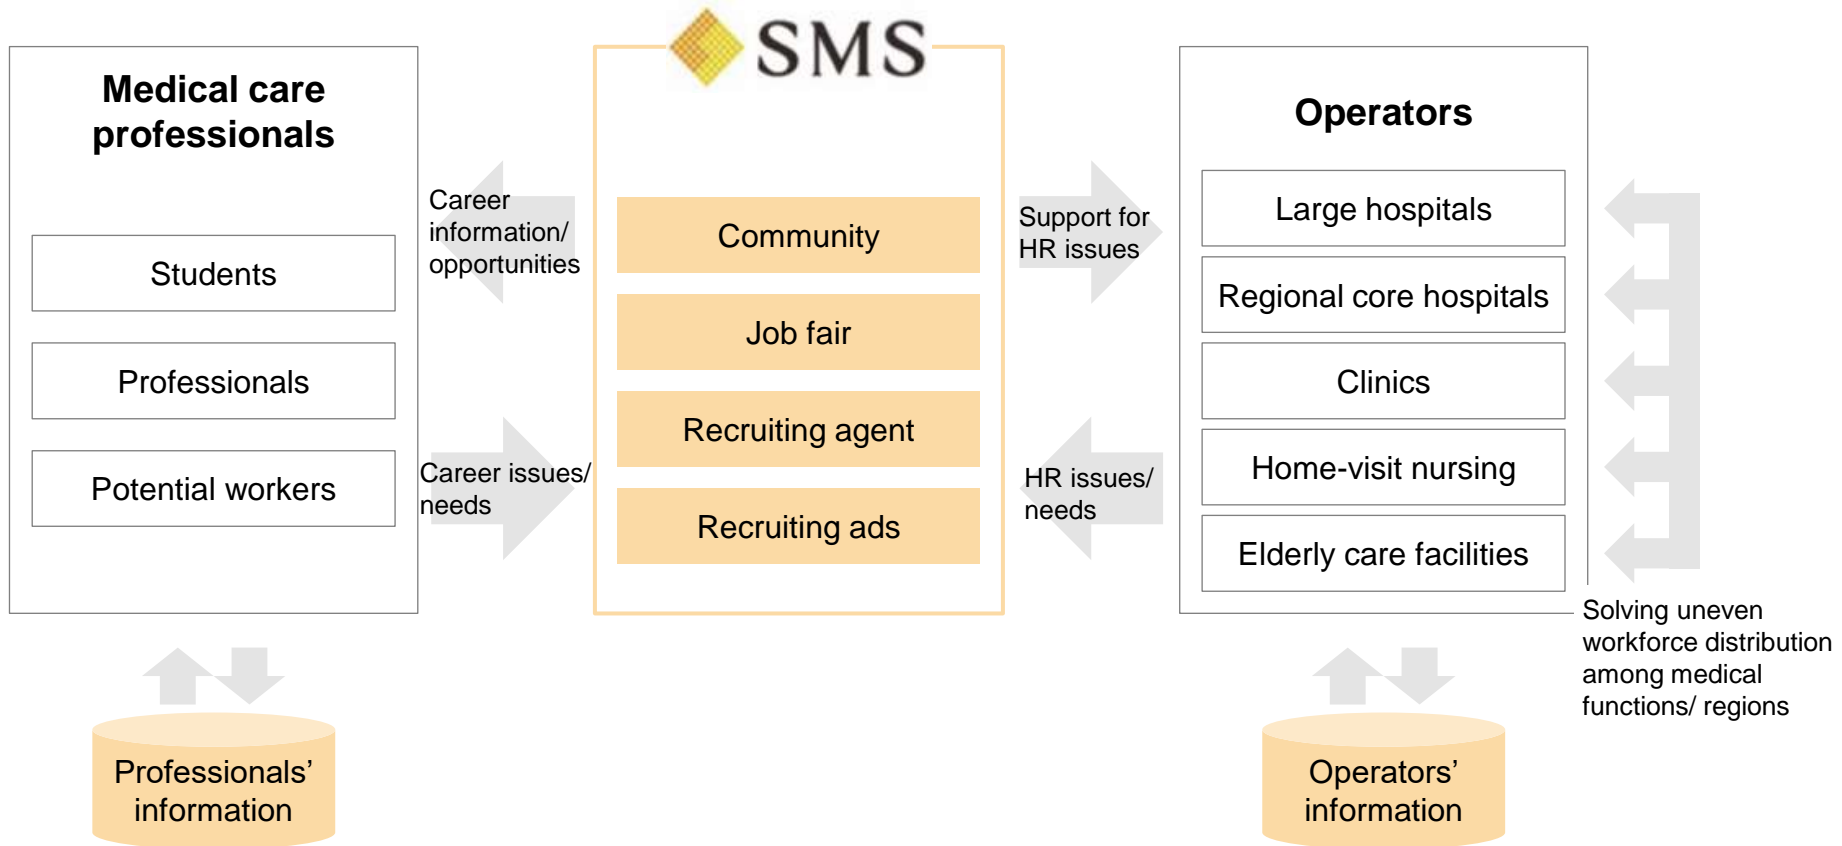 SMS
Medical care
professionals
Students
Professionals
Potential workers
Career
information/
opportunities
Career issues/
needs
Community
Job fair
Recruiting agent
Recruiting ads
Support for
HR issues
HR issues/
needs
Operators
Large hospitals
Regional core hospitals
Clinics
Home-visit nursing
Elderly care facilities
Solving uneven
workforce distribution
among medical
functions/ regions
Professionals’
information
Operators’
information